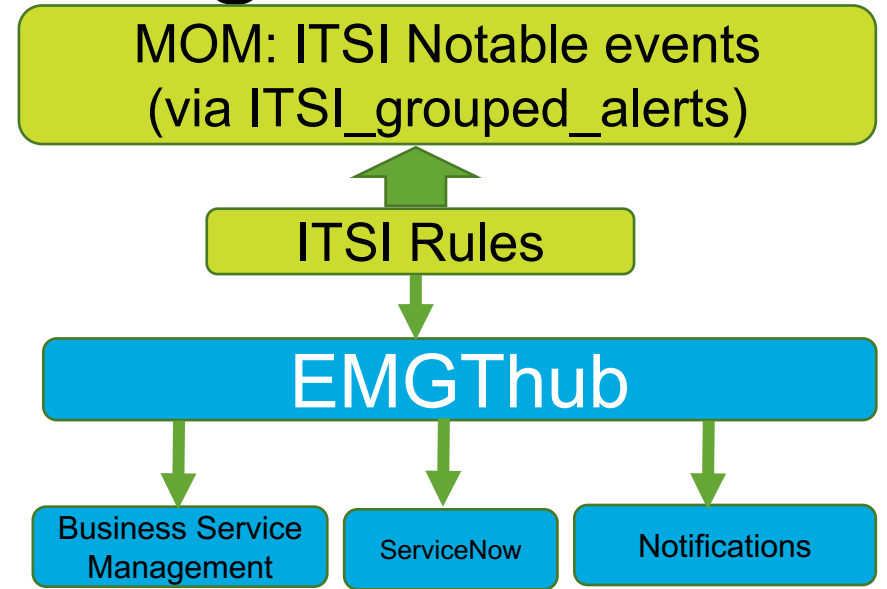 MOM: ITSI Notable events
(via ITSI_grouped_alerts)
ITSI Rules
EMGThub
Business Service
Management
ServiceNow
Notifications